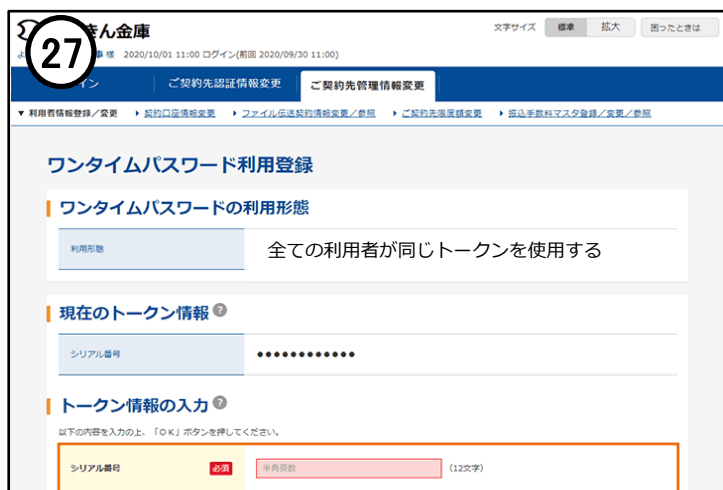 27
きん金庫
文字サイズ 標準 拡大 困ったときは
事 様 2020/10/01 11:00 ログイン(前回 2020/09/30 11:00)
イン ご契約先認証情報変更 ご契約先管理情報変更
▼ 利用者情報登録／変更 契約口座情報変更 ファイル伝送契約情報変更／参照 ご契約先限度額変更 振込手数料マスタ登録／変更／参照
ワンタイムパスワード利用登録
ワンタイムパスワードの利用形態
利用形態 全ての利用者が同じトークンを使用する
現在のトークン情報 ?
シリアル番号 ●●●●●●●●●●●●
トークン情報の入力 ?
以下の内容を入力の上、「ＯＫ」ボタンを押してください。
シリアル番号 必須 半角英数 (12文字)